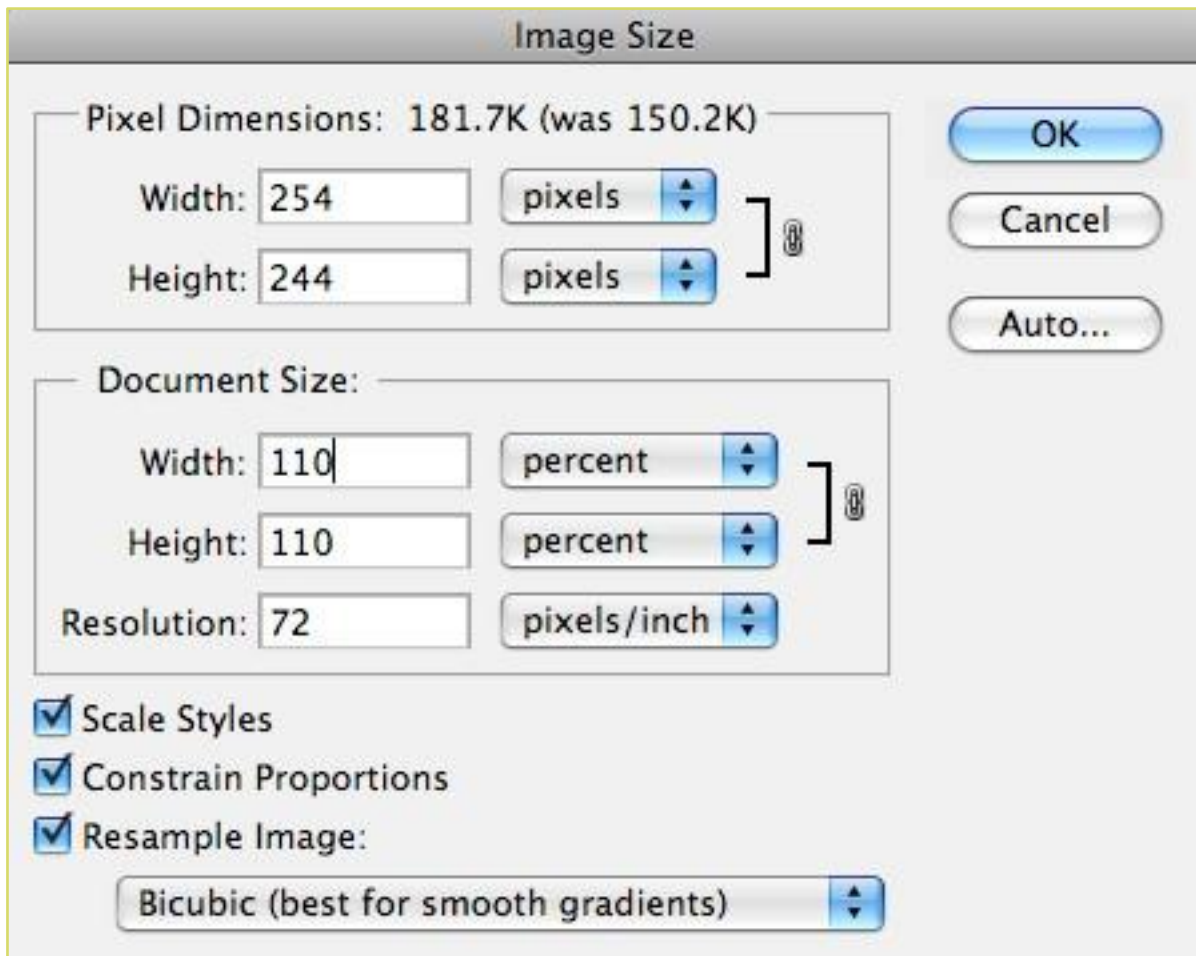 Image Size
Pixel Dimensions: 181.7K (was 150.2K)
Width: 254 pixels
Height: 244 pixels
OK
Cancel
Auto...
Document Size:
Width: 110 percent
Height: 110 percent
Resolution: 72 pixels/inch
Scale Styles
Constrain Proportions
Resample Image:
Bicubic (best for smooth gradients)